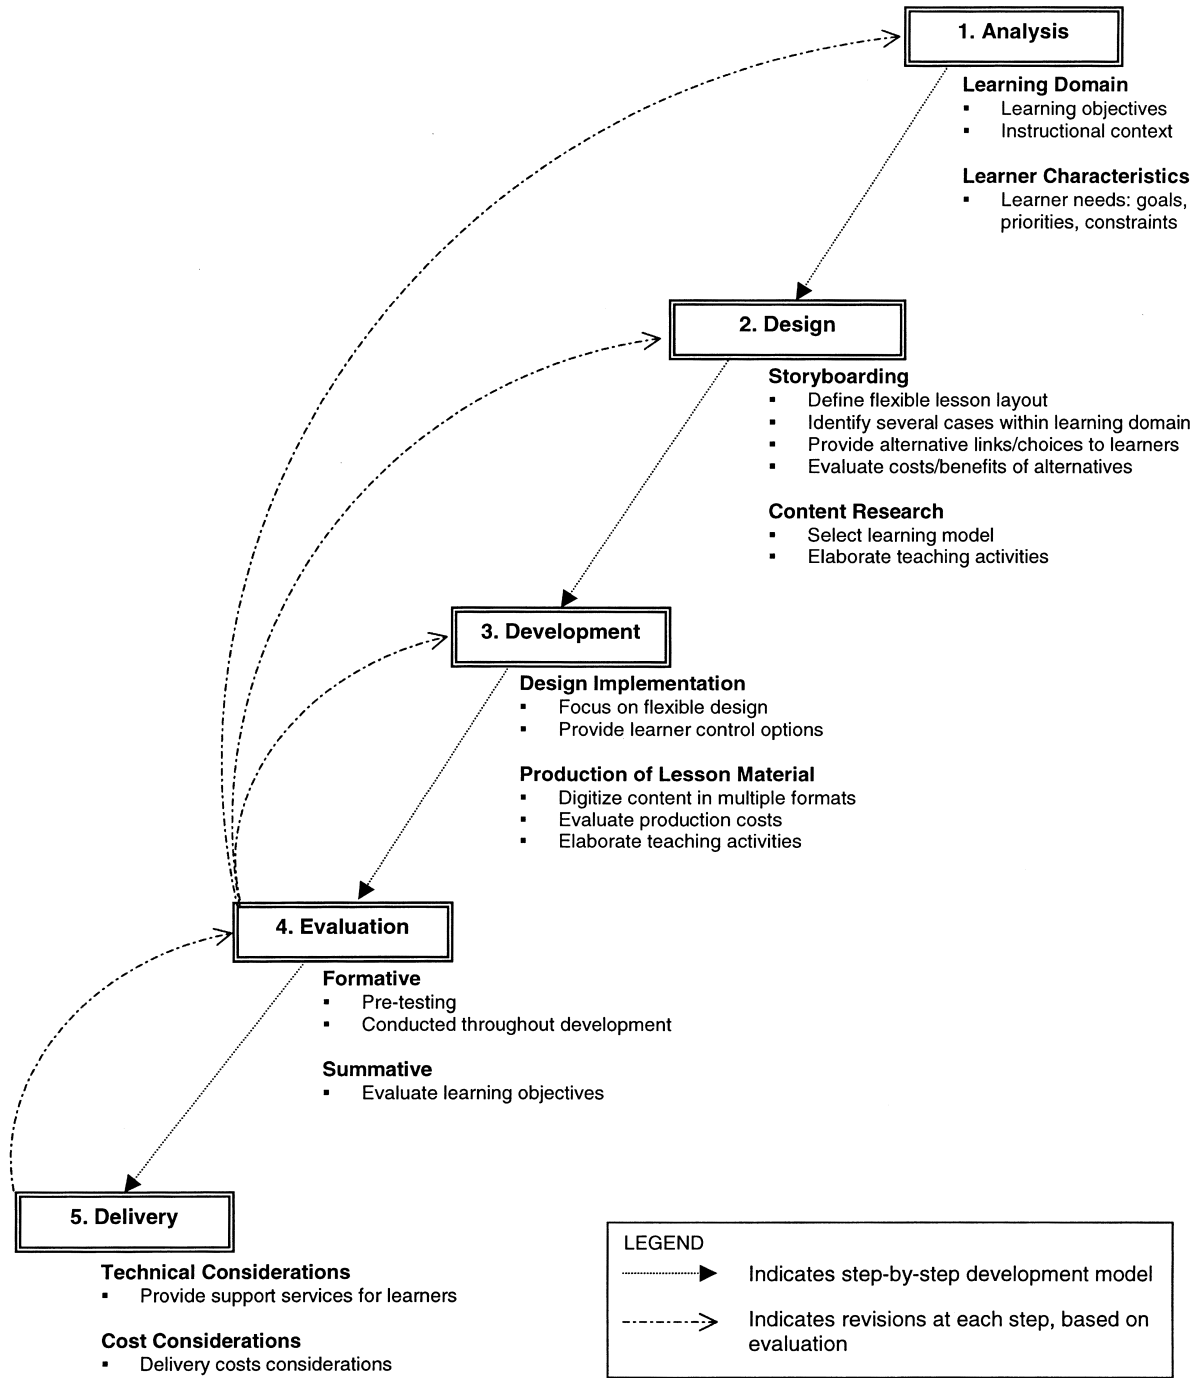 1. Analysis
Learning Domain
▪ Learning objectives
▪ Instructional context
Learner Characteristics
▪ Learner needs: goals,
priorities, constraints
2. Design
Storyboarding
▪ Define flexible lesson layout
▪ Identify several cases within learning domain
▪ Provide alternative links/choices to learners
▪ Evaluate costs/benefits of alternatives
Content Research
▪ Select learning model
▪ Elaborate teaching activities
3. Development
Design Implementation
▪ Focus on flexible design
▪ Provide learner control options
Production of Lesson Material
▪ Digitize content in multiple formats
▪ Evaluate production costs
▪ Elaborate teaching activities
4. Evaluation
Formative
▪ Pre-testing
▪ Conducted throughout development
Summative
▪ Evaluate learning objectives
5. Delivery
Technical Considerations
▪ Provide support services for learners
Cost Considerations
▪ Delivery costs considerations
LEGEND
Indicates step-by-step development model
Indicates revisions at each step, based on
evaluation